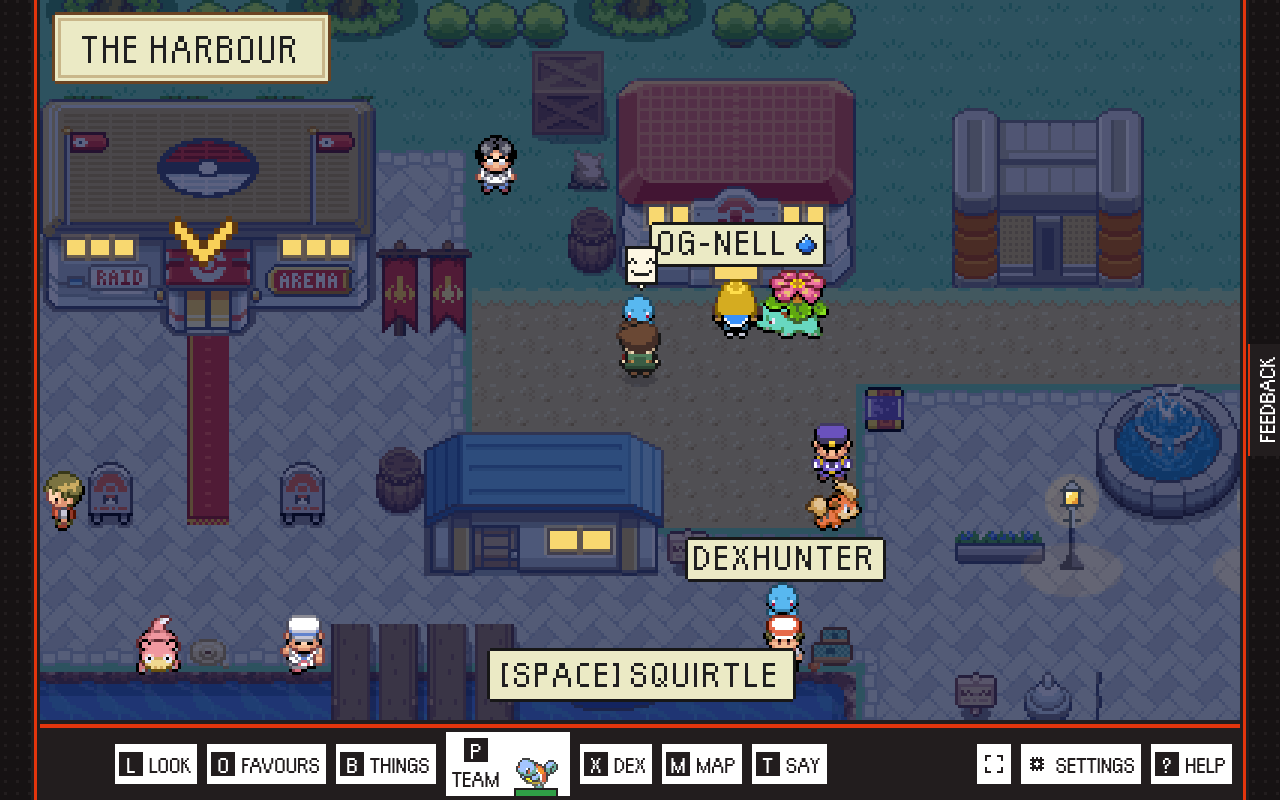 THE HARBOUR
OG-NELL
RAID
ARENA
FEEDBACK
DEXHUNTER
[SPACE] SQUIRTLE
L LOOK
O FAVOURS
B THINGS
P TEAM
X DEX
M MAP
T SAY
SETTINGS
? HELP